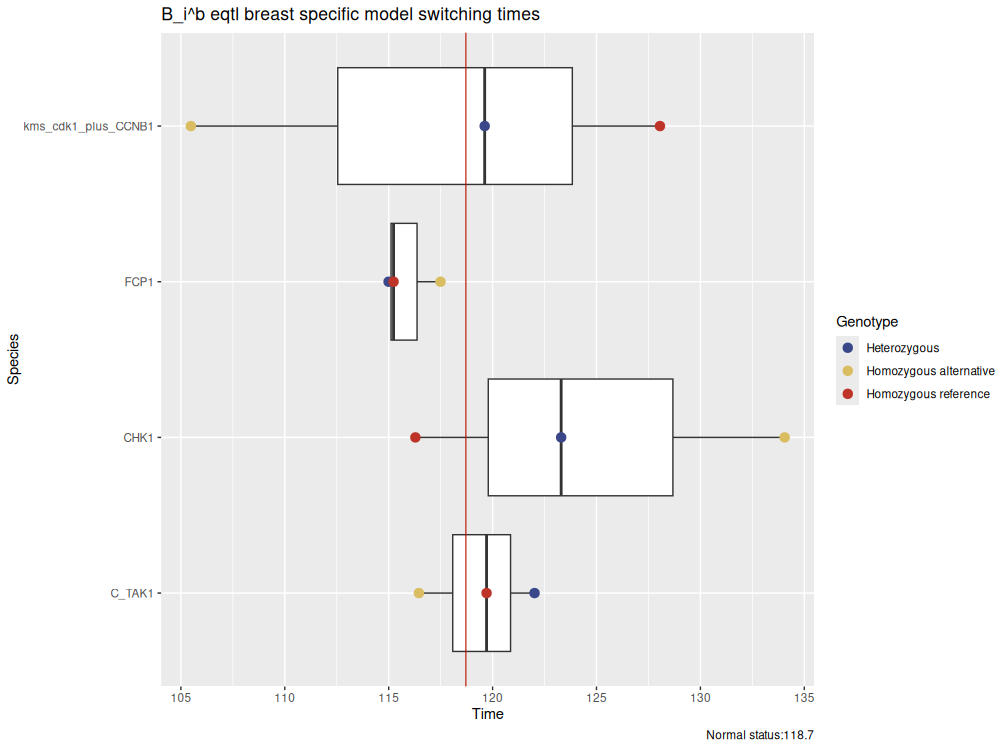 B_i^b eqtl breast specific model switching times
Species
kms_cdk1_plus_CCNB1
FCP1
CHK1
C_TAK1
105 110 115 120 125 130 135
Time
Genotype
Heterozygous
Homozygous alternative
Homozygous reference
Normal status:118.7